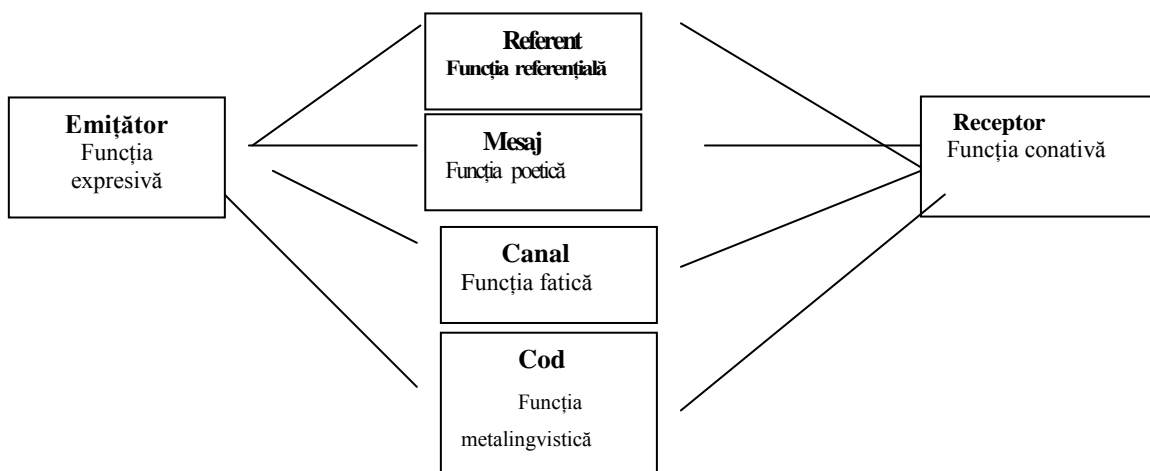 Referent
Funcția referențială
Emițător
Funcția
expresivă
Mesaj
Funcția poetică
Receptor
Funcția conativă
Canal
Funcția fatică
Cod
Funcția
metalingvistică